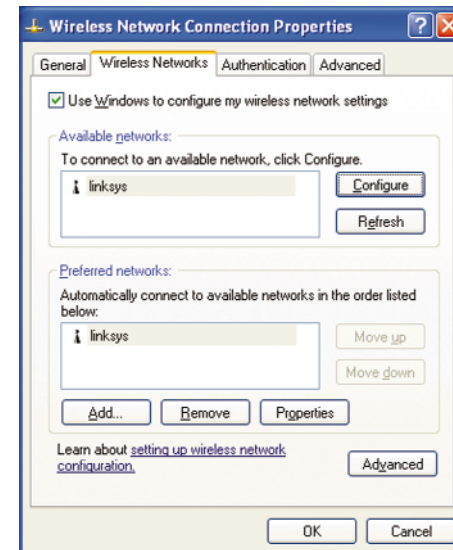 Wireless Network Connection Properties
General Wireless Networks Authentication Advanced
Use Windows to configure my wireless network settings
Available networks:
To connect to an available network, click Configure.
linksys
Configure
Refresh
Preferred networks:
Automatically connect to available networks in the order listed
below:
linksys
Move up
Move down
Add... Remove Properties
Learn about setting up wireless network
configuration.
Advanced
OK Cancel